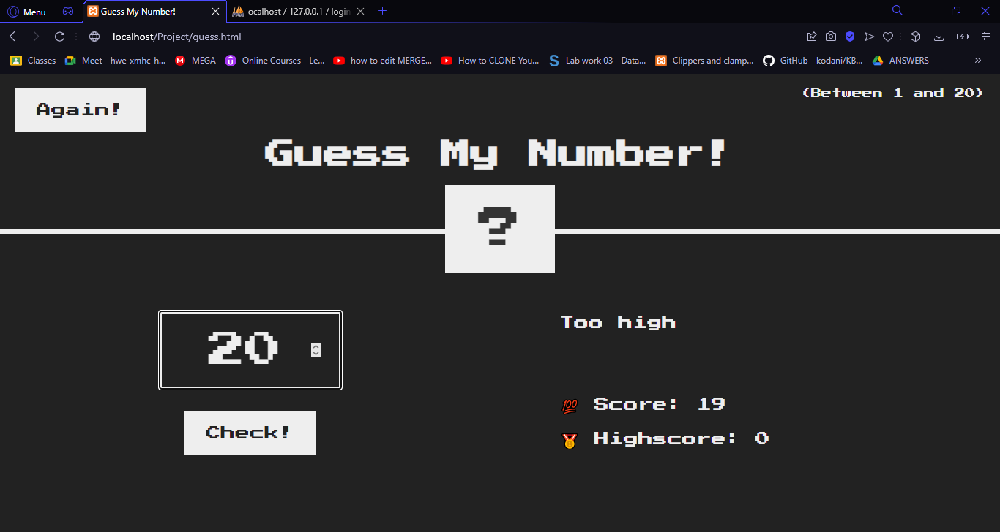 Menu
Guess My Number!
localhost / 127.0.0.1 / login
localhost/Project/guess.html
Classes
Meet - hwe-xmhc-h...
MEGA
Online Courses - Le...
how to edit MERGE...
How to CLONE You...
Lab work 03 - Data...
Clippers and clamp...
GitHub - kodani/KB...
ANSWERS
Again!
(Between 1 and 20)
Guess My Number!
?
20
Too high
Check!
💯 Score: 19
🥇 Highscore: 0